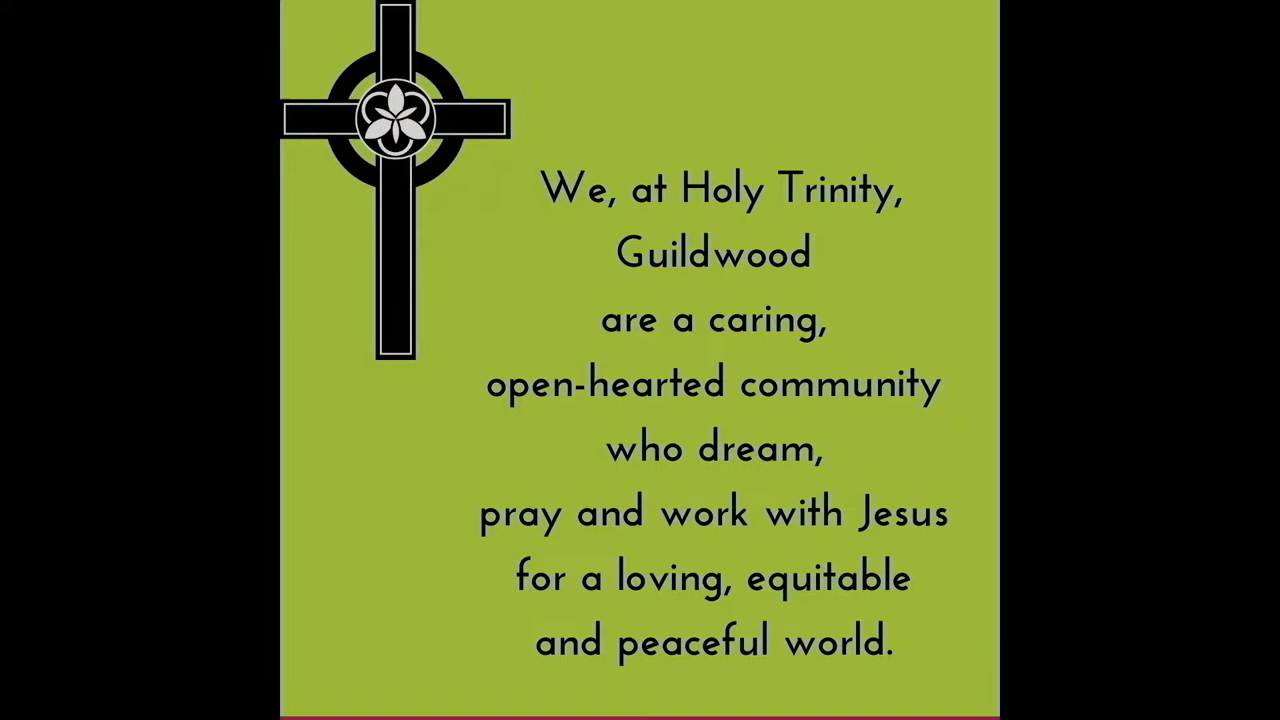 We, at Holy Trinity,
Guildwood
are a caring,
open-hearted community
who dream,
pray and work with Jesus
for a loving, equitable
and peaceful world.